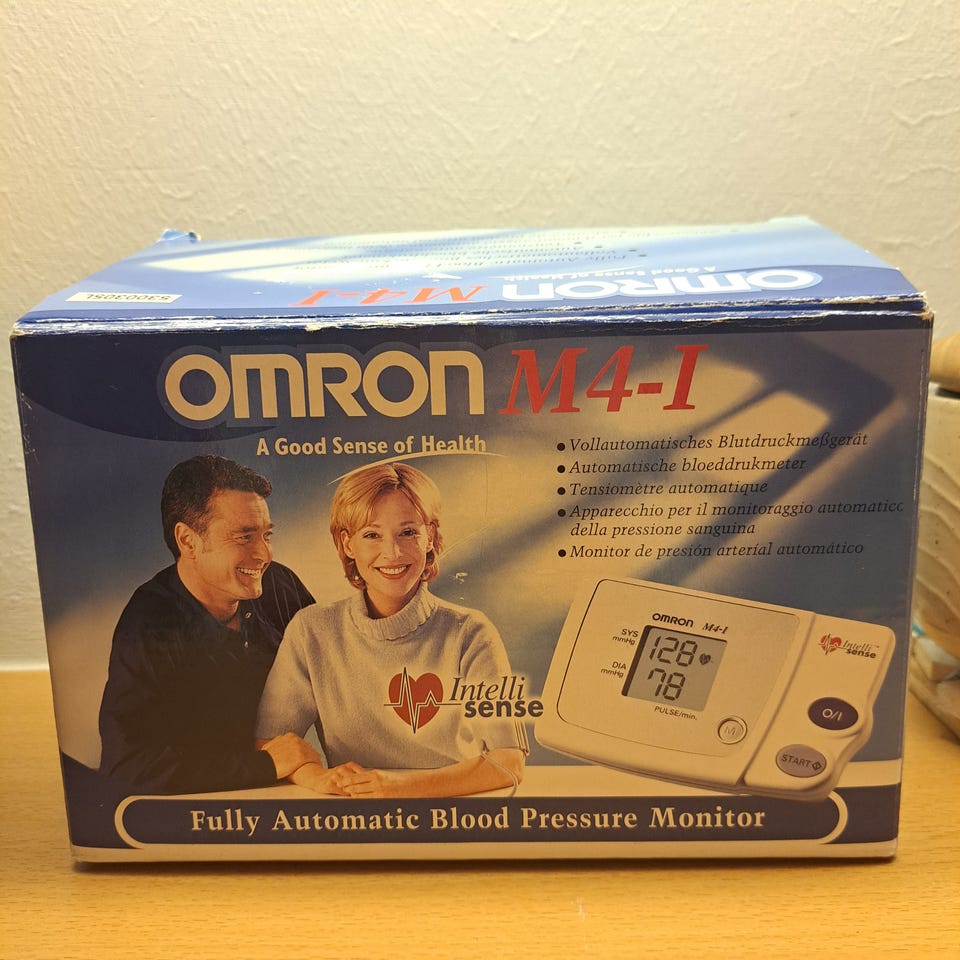 5300305L
M4-I
OMRON
A Good Sense of Health
OMRON M4-I
A Good Sense of Health
• Vollautomatisches Blutdruckmeßgerät
• Automatische bloeddrukmeter
• Tensiomètre automatique
• Apparecchio per il monitoraggio automatico
della pressione sanguina
• Monitor de presión arteríal automático
OMRON M4-I
SYS
mmHg
128
DIA
mmHg
78
PULSE/min.
M
Intelli
sense
O/I
START
Intelli
sense
Fully Automatic Blood Pressure Monitor